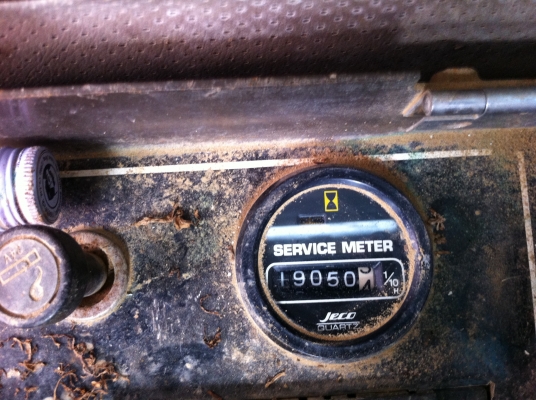 SERVICE METER
19050
1/10
H
Jeco
QUARTZ